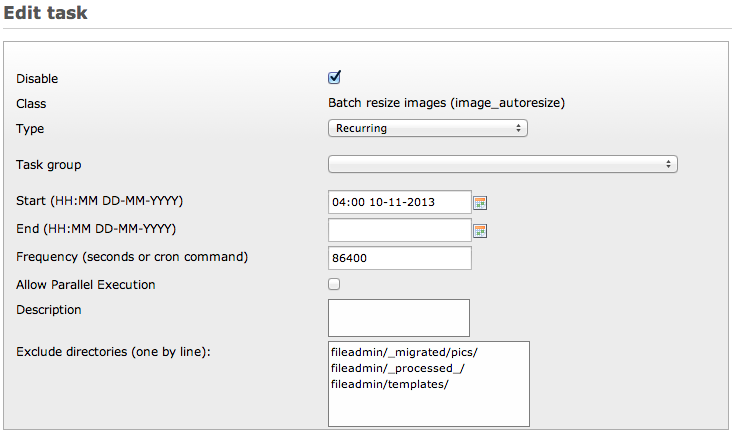 Edit task
Disable
Class Batch resize images (image_autoresize)
Type Recurring
Task group
Start (HH:MM DD-MM-YYYY) 04:00 10-11-2013
End (HH:MM DD-MM-YYYY)
Frequency (seconds or cron command) 86400
Allow Parallel Execution
Description
Exclude directories (one by line): fileadmin/_migrated/pics/
fileadmin/_processed_/
fileadmin/templates/